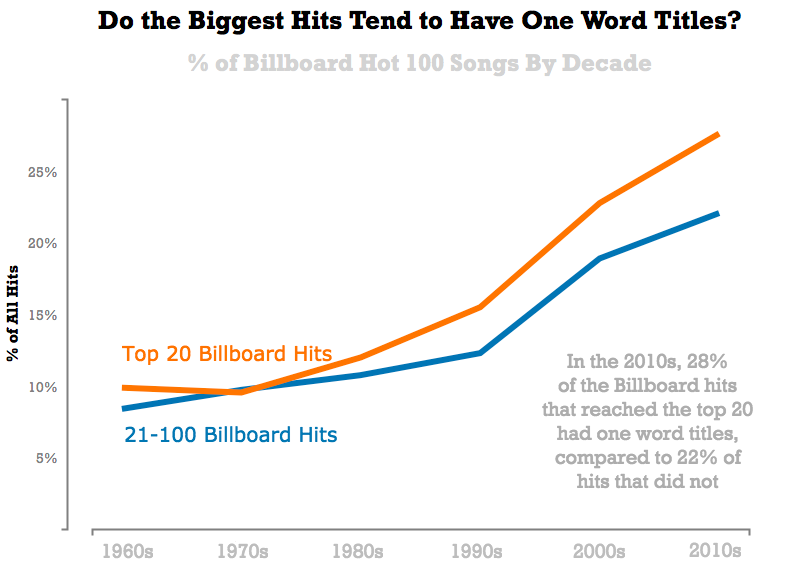 Do the Biggest Hits Tend to Have One Word Titles?
% of Billboard Hot 100 Songs By Decade
% of All Hits
25%
20%
15%
10%
5%
Top 20 Billboard Hits
21-100 Billboard Hits
In the 2010s, 28%
of the Billboard hits
that reached the top 20
had one word titles,
compared to 22% of
hits that did not
1960s 1970s 1980s 1990s 2000s 2010s